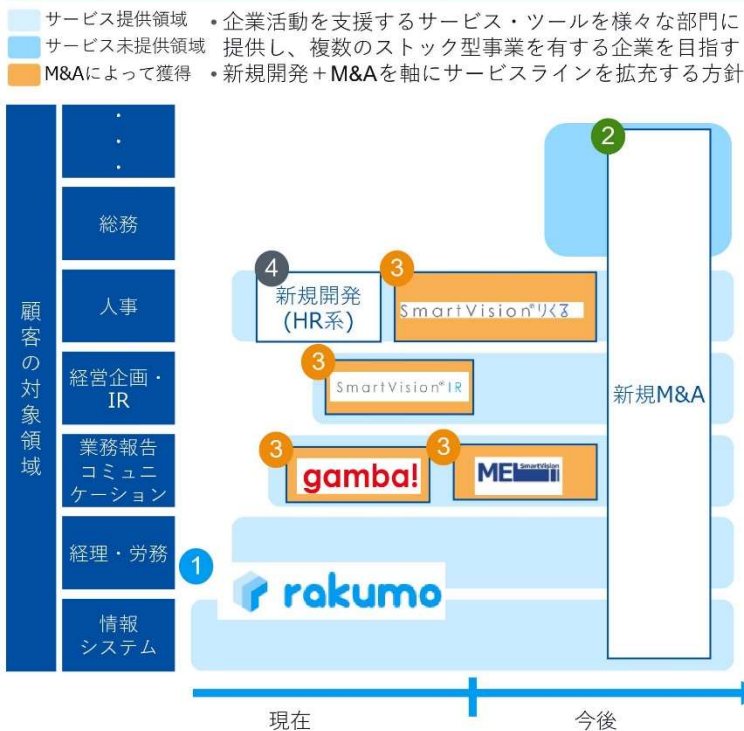 サービス提供領域
サービス未提供領域
M&Aによって獲得
• 企業活動を支援するサービス・ツールを様々な部門に
提供し、複数のストック型事業を有する企業を目指す
• 新規開発+M&Aを軸にサービスラインを拡充する方針
顧客の対象領域
・
・
・
総務
人事
経営企画・
IR
業務報告
コミュニ
ケーション
経理・労務
情報
システム
2
4
新規開発
(HR系)
3
SmartVision®りくる
3
SmartVision®IR
新規M&A
3
gamba!
3
MELL
SmartVision
1
rakumo
現在
今後